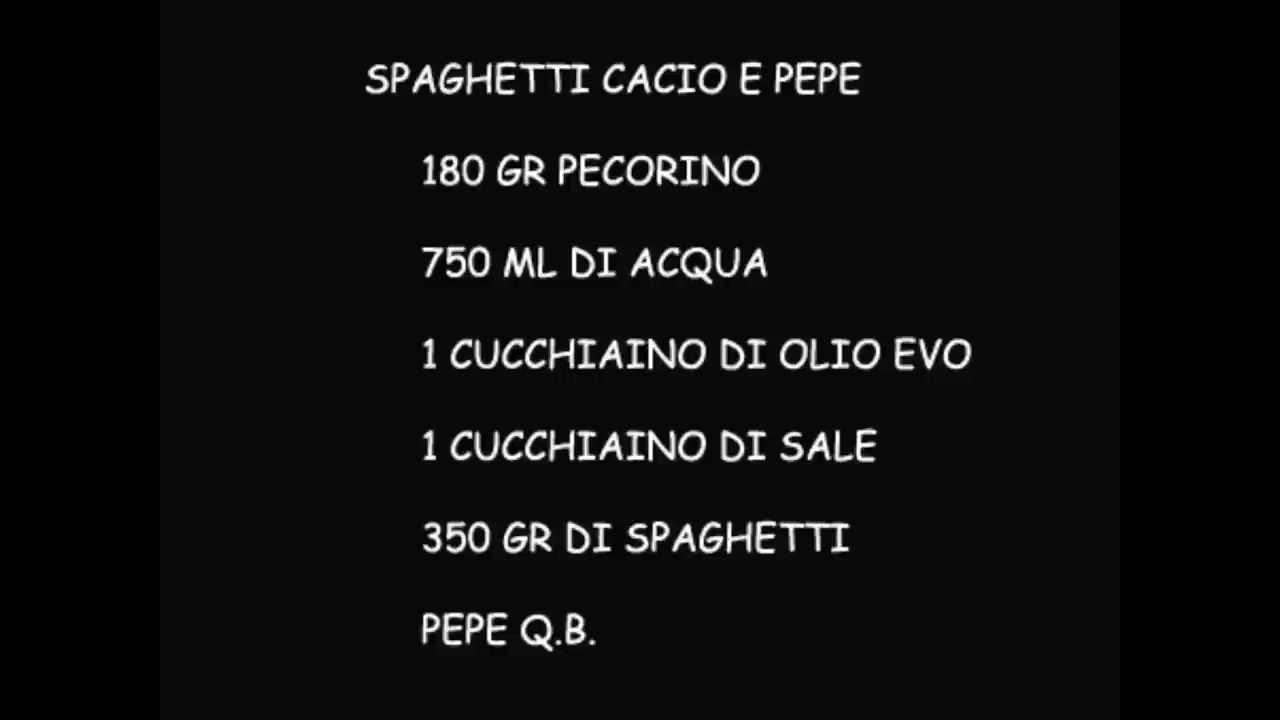 SPAGHETTI CACIO E PEPE
180 GR PECORINO
750 ML DI ACQUA
1 CUCCHIAINO DI OLIO EVO
1 CUCCHIAINO DI SALE
350 GR DI SPAGHETTI
PEPE Q.B.